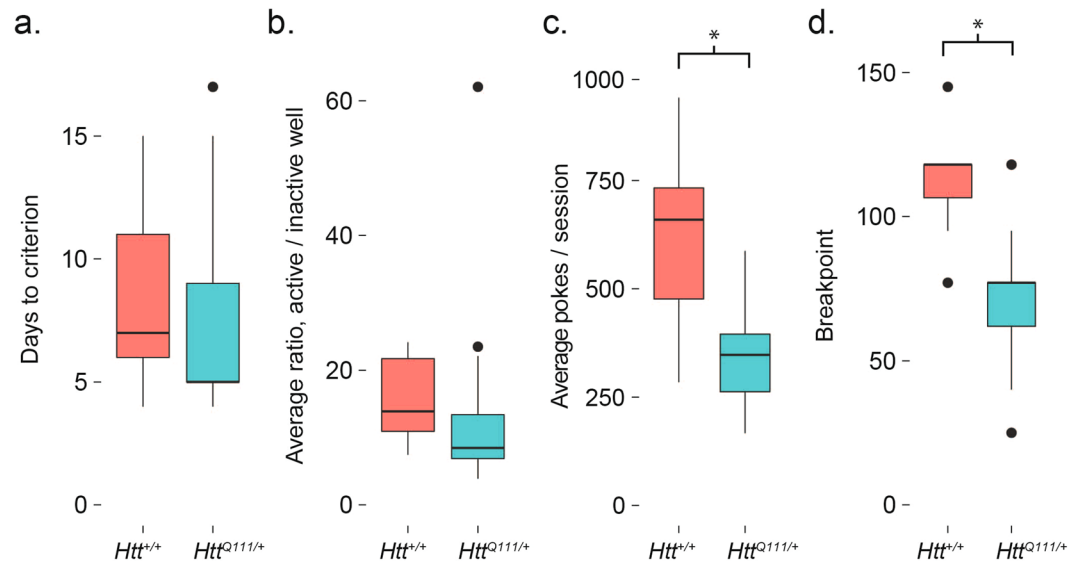 a.
Days to criterion
15
10
5
0
Htt+/+ HttQ111/+
b.
Average ratio, active / inactive well
60
40
20
0
Htt+/+ HttQ111/+
c.
*
Average pokes / session
1000
750
500
250
0
Htt+/+ HttQ111/+
d.
*
Breakpoint
150
100
50
0
Htt+/+ HttQ111/+